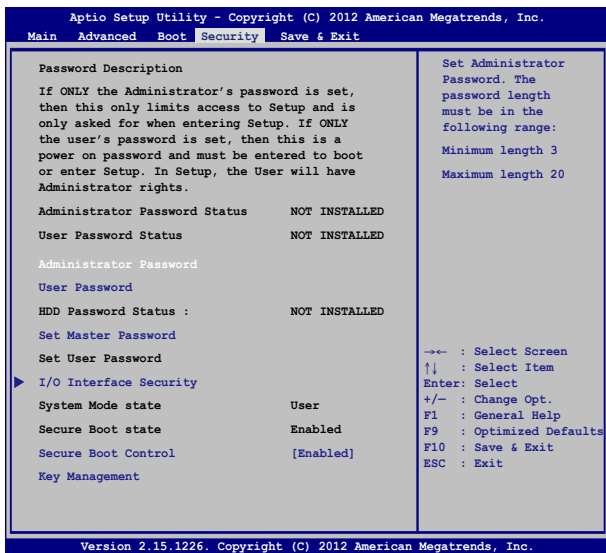 Aptio Setup Utility - Copyright (C) 2012 American Megatrends, Inc.
Main Advanced Boot Security Save & Exit
Password Description
If ONLY the Administrator's password is set,
then this only limits access to Setup and is
only asked for when entering Setup. If ONLY
the user's password is set, then this is a
power on password and must be entered to boot
or enter Setup. In Setup, the User will have
Administrator rights.
Administrator Password Status NOT INSTALLED
User Password Status NOT INSTALLED
Administrator Password
User Password
HDD Password Status : NOT INSTALLED
Set Master Password
Set User Password
I/O Interface Security
System Mode state User
Secure Boot state Enabled
Secure Boot Control [Enabled]
Key Management
Set Administrator
Password. The
password length
must be in the
following range:
Minimum length 3
Maximum length 20
→← : Select Screen
↑↓ : Select Item
Enter: Select
+/— : Change Opt.
F1 : General Help
F9 : Optimized Defaults
F10 : Save & Exit
ESC : Exit
Version 2.15.1226. Copyright (C) 2012 American Megatrends, Inc.